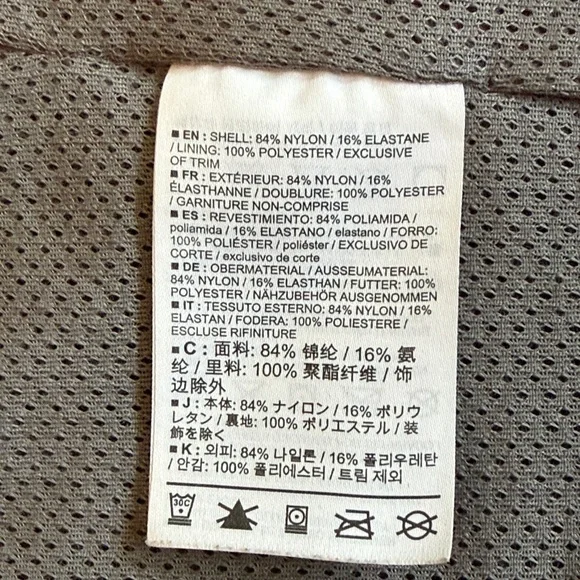 ■ EN : SHELL: 84% NYLON / 16% ELASTANE
/ LINING: 100% POLYESTER / EXCLUSIVE
OF TRIM
■ FR : EXTÉRIEUR: 84% NYLON / 16%
ÉLASTHANNE / DOUBLURE: 100% POLYESTER
/ GARNITURE NON-COMPRISE
■ ES : REVESTIMIENTO: 84% POLIAMIDA /
poliamida / 16% ELASTANO / elastano / FORRO:
100% POLIÉSTER / poliéster / EXCLUSIVO DE
CORTE / exclusivo de corte
■ DE : OBERMATERIAL / AUSSEUMATERIAL:
84% NYLON / 16% ELASTHAN / FUTTER: 100%
POLYESTER / NÄHZUBEHÖR AUSGENOMMEN
■ IT : TESSUTO ESTERNO: 84% NYLON / 16%
ELASTAN / FODERA: 100% POLIESTERE /
ESCLUSE RIFINITURE
■ C : 面料: 84% 锦纶 / 16% 氨
纶 / 里料: 100% 聚酯纤维 / 饰
边除外
■ J : 本体: 84% ナイロン / 16% ポリウ
レタン / 裏地: 100% ポリエステル / 装
飾を除く
■ K : 외피: 84% 나일론 / 16% 폴리우레탄
/ 안감: 100% 폴리에스터 / 트림 제외
30C